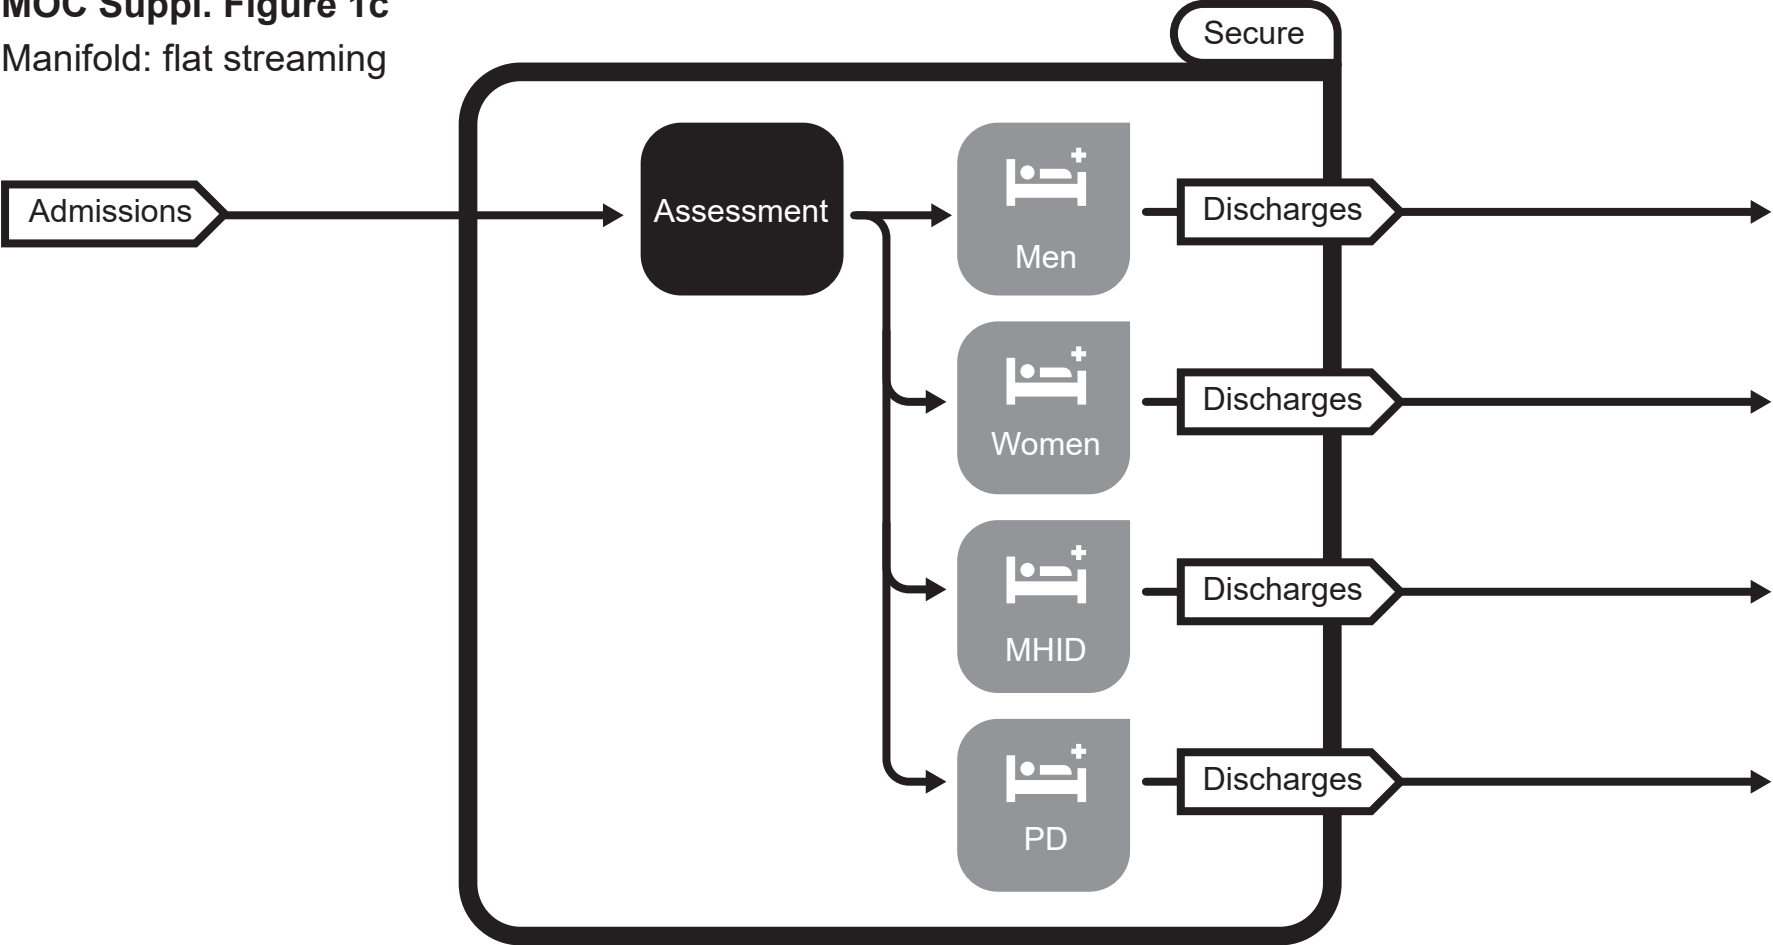 MOC Suppl. Figure 1c
Manifold: flat streaming
Secure
Admissions
Assessment
Men
Discharges
Women
Discharges
MHID
Discharges
PD
Discharges